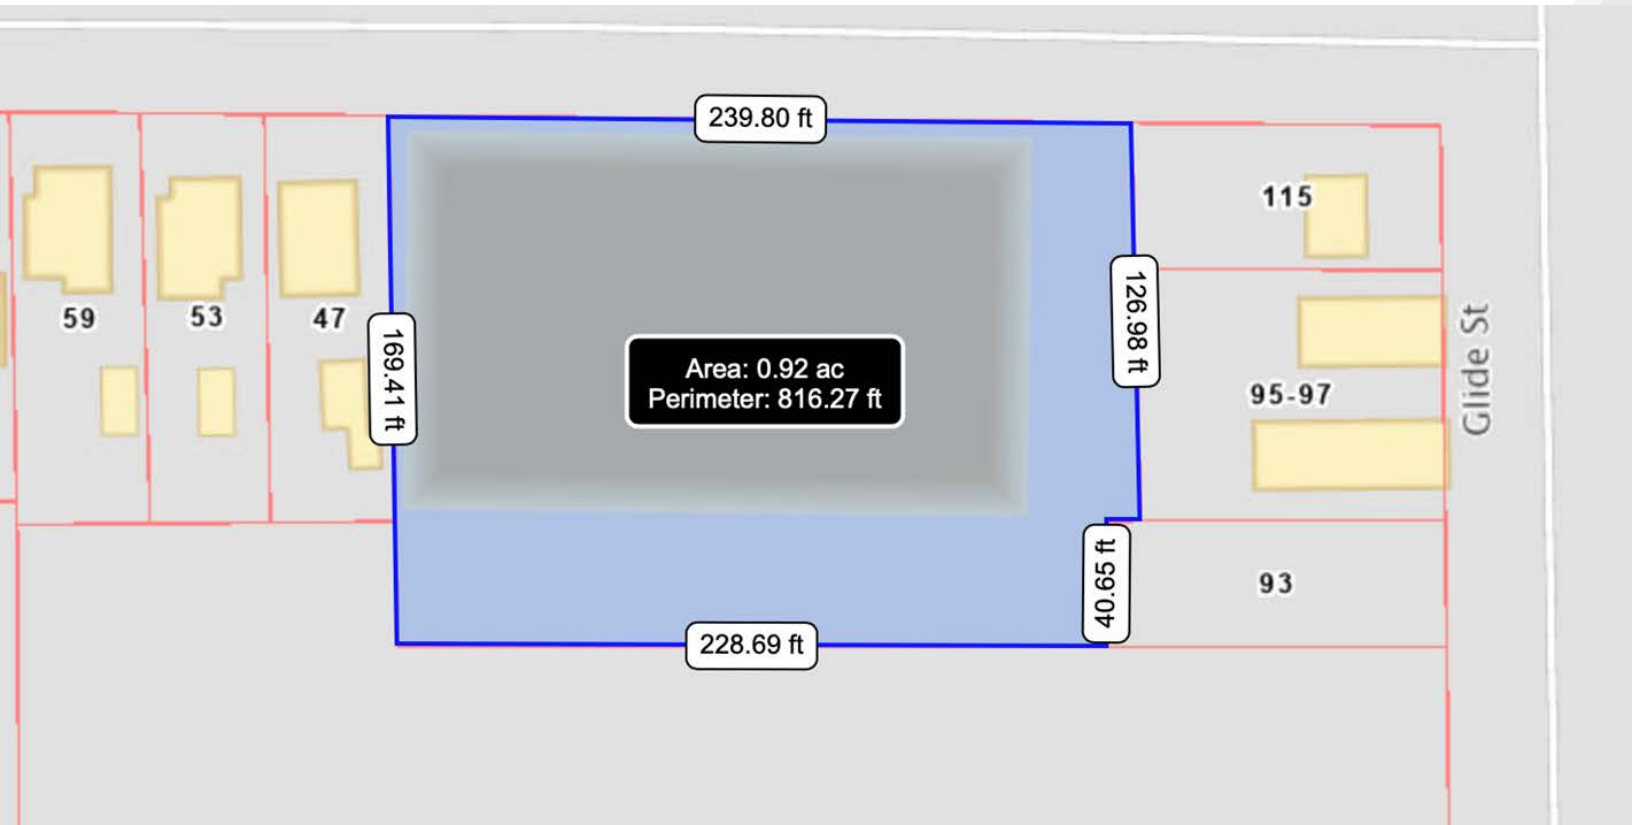 239.80 ft
115
59
53
47
169.41 ft
126.98 ft
Area: 0.92 ac
Perimeter: 816.27 ft
95-97
Glide St
40.65 ft
93
228.69 ft